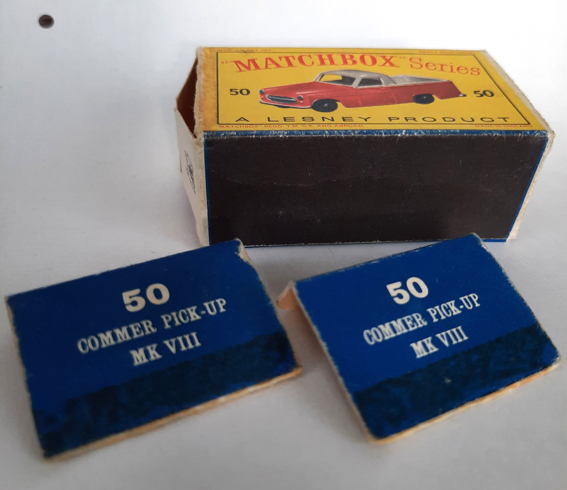 "MATCHBOX" Series
50 50
A LESNEY PRODUCT
50
COMMER PICK-UP
MK VIII
50
COMMER PICK-UP
MK VIII